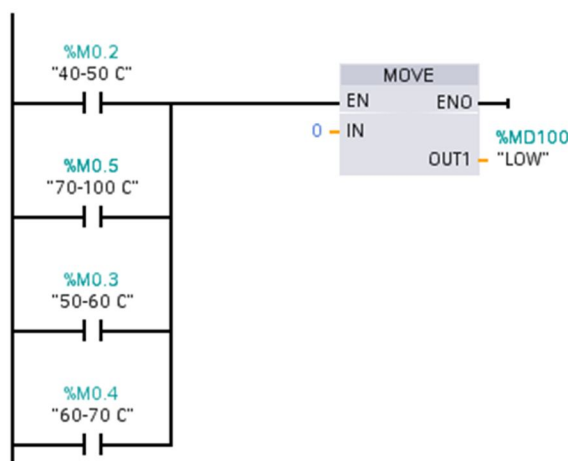 %M0.2
"40-50 C"
MOVE
EN ENO
0 IN
%MD100
OUT1 "LOW"
%M0.5
"70-100 C"
%M0.3
"50-60 C"
%M0.4
"60-70 C"